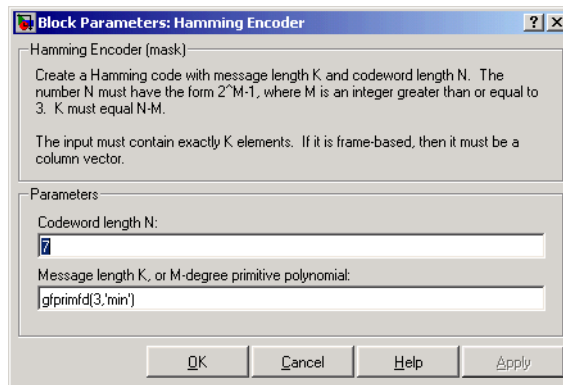 Block Parameters: Hamming Encoder
Hamming Encoder (mask)
Create a Hamming code with message length K and codeword length N. The
number N must have the form 2^M-1, where M is an integer greater than or equal to
3. K must equal N-M.
The input must contain exactly K elements. If it is frame-based, then it must be a
column vector.
Parameters
Codeword length N:
7
Message length K, or M-degree primitive polynomial:
gfprimfd(3,'min')
OK Cancel Help Apply